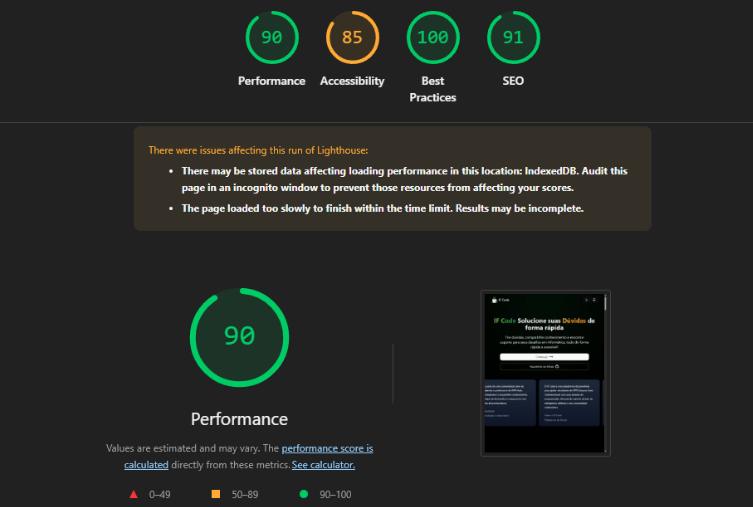 90
85
100
91
Performance
Accessibility
Best
Practices
SEO
There were issues affecting this run of Lighthouse:
• There may be stored data affecting loading performance in this location: IndexedDB. Audit this
page in an incognito window to prevent those resources from affecting your scores.
• The page loaded too slowly to finish within the time limit. Results may be incomplete.
90
Performance
Values are estimated and may vary. The performance score is
calculated directly from these metrics. See calculator.
0–49
50–89
90–100
IF Code
IF Code Solucione suas Dúvidas de
forma rápida